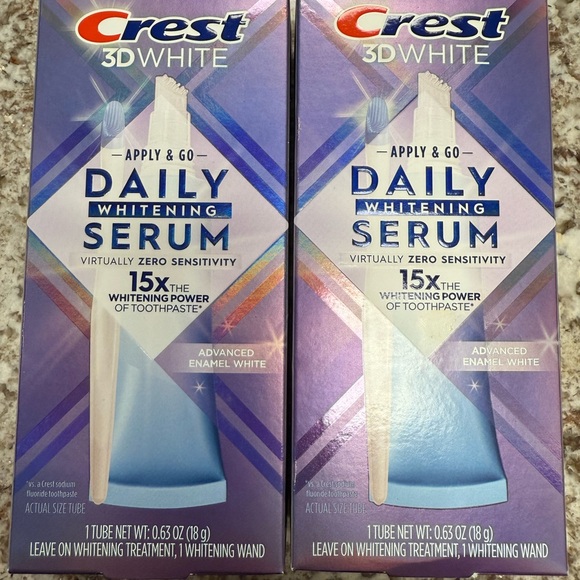 Crest
3DWHITE
APPLY & GO
DAILY
WHITENING
SERUM
VIRTUALLY ZERO SENSITIVITY
15x THE
WHITENING POWER
OF TOOTHPASTE*
ADVANCED
ENAMEL WHITE
*vs. a Crest sodium
fluoride toothpaste
ACTUAL SIZE TUBE
1 TUBE NET WT: 0.63 OZ (18 g)
LEAVE ON WHITENING TREATMENT, 1 WHITENING WAND
Crest
3DWHITE
APPLY & GO
DAILY
WHITENING
SERUM
VIRTUALLY ZERO SENSITIVITY
15x THE
WHITENING POWER
OF TOOTHPASTE*
ADVANCED
ENAMEL WHITE
*vs. a Crest sodium
fluoride toothpaste
ACTUAL SIZE TUBE
1 TUBE NET WT: 0.63 OZ (18 g)
LEAVE ON WHITENING TREATMENT, 1 WHITENING WAND